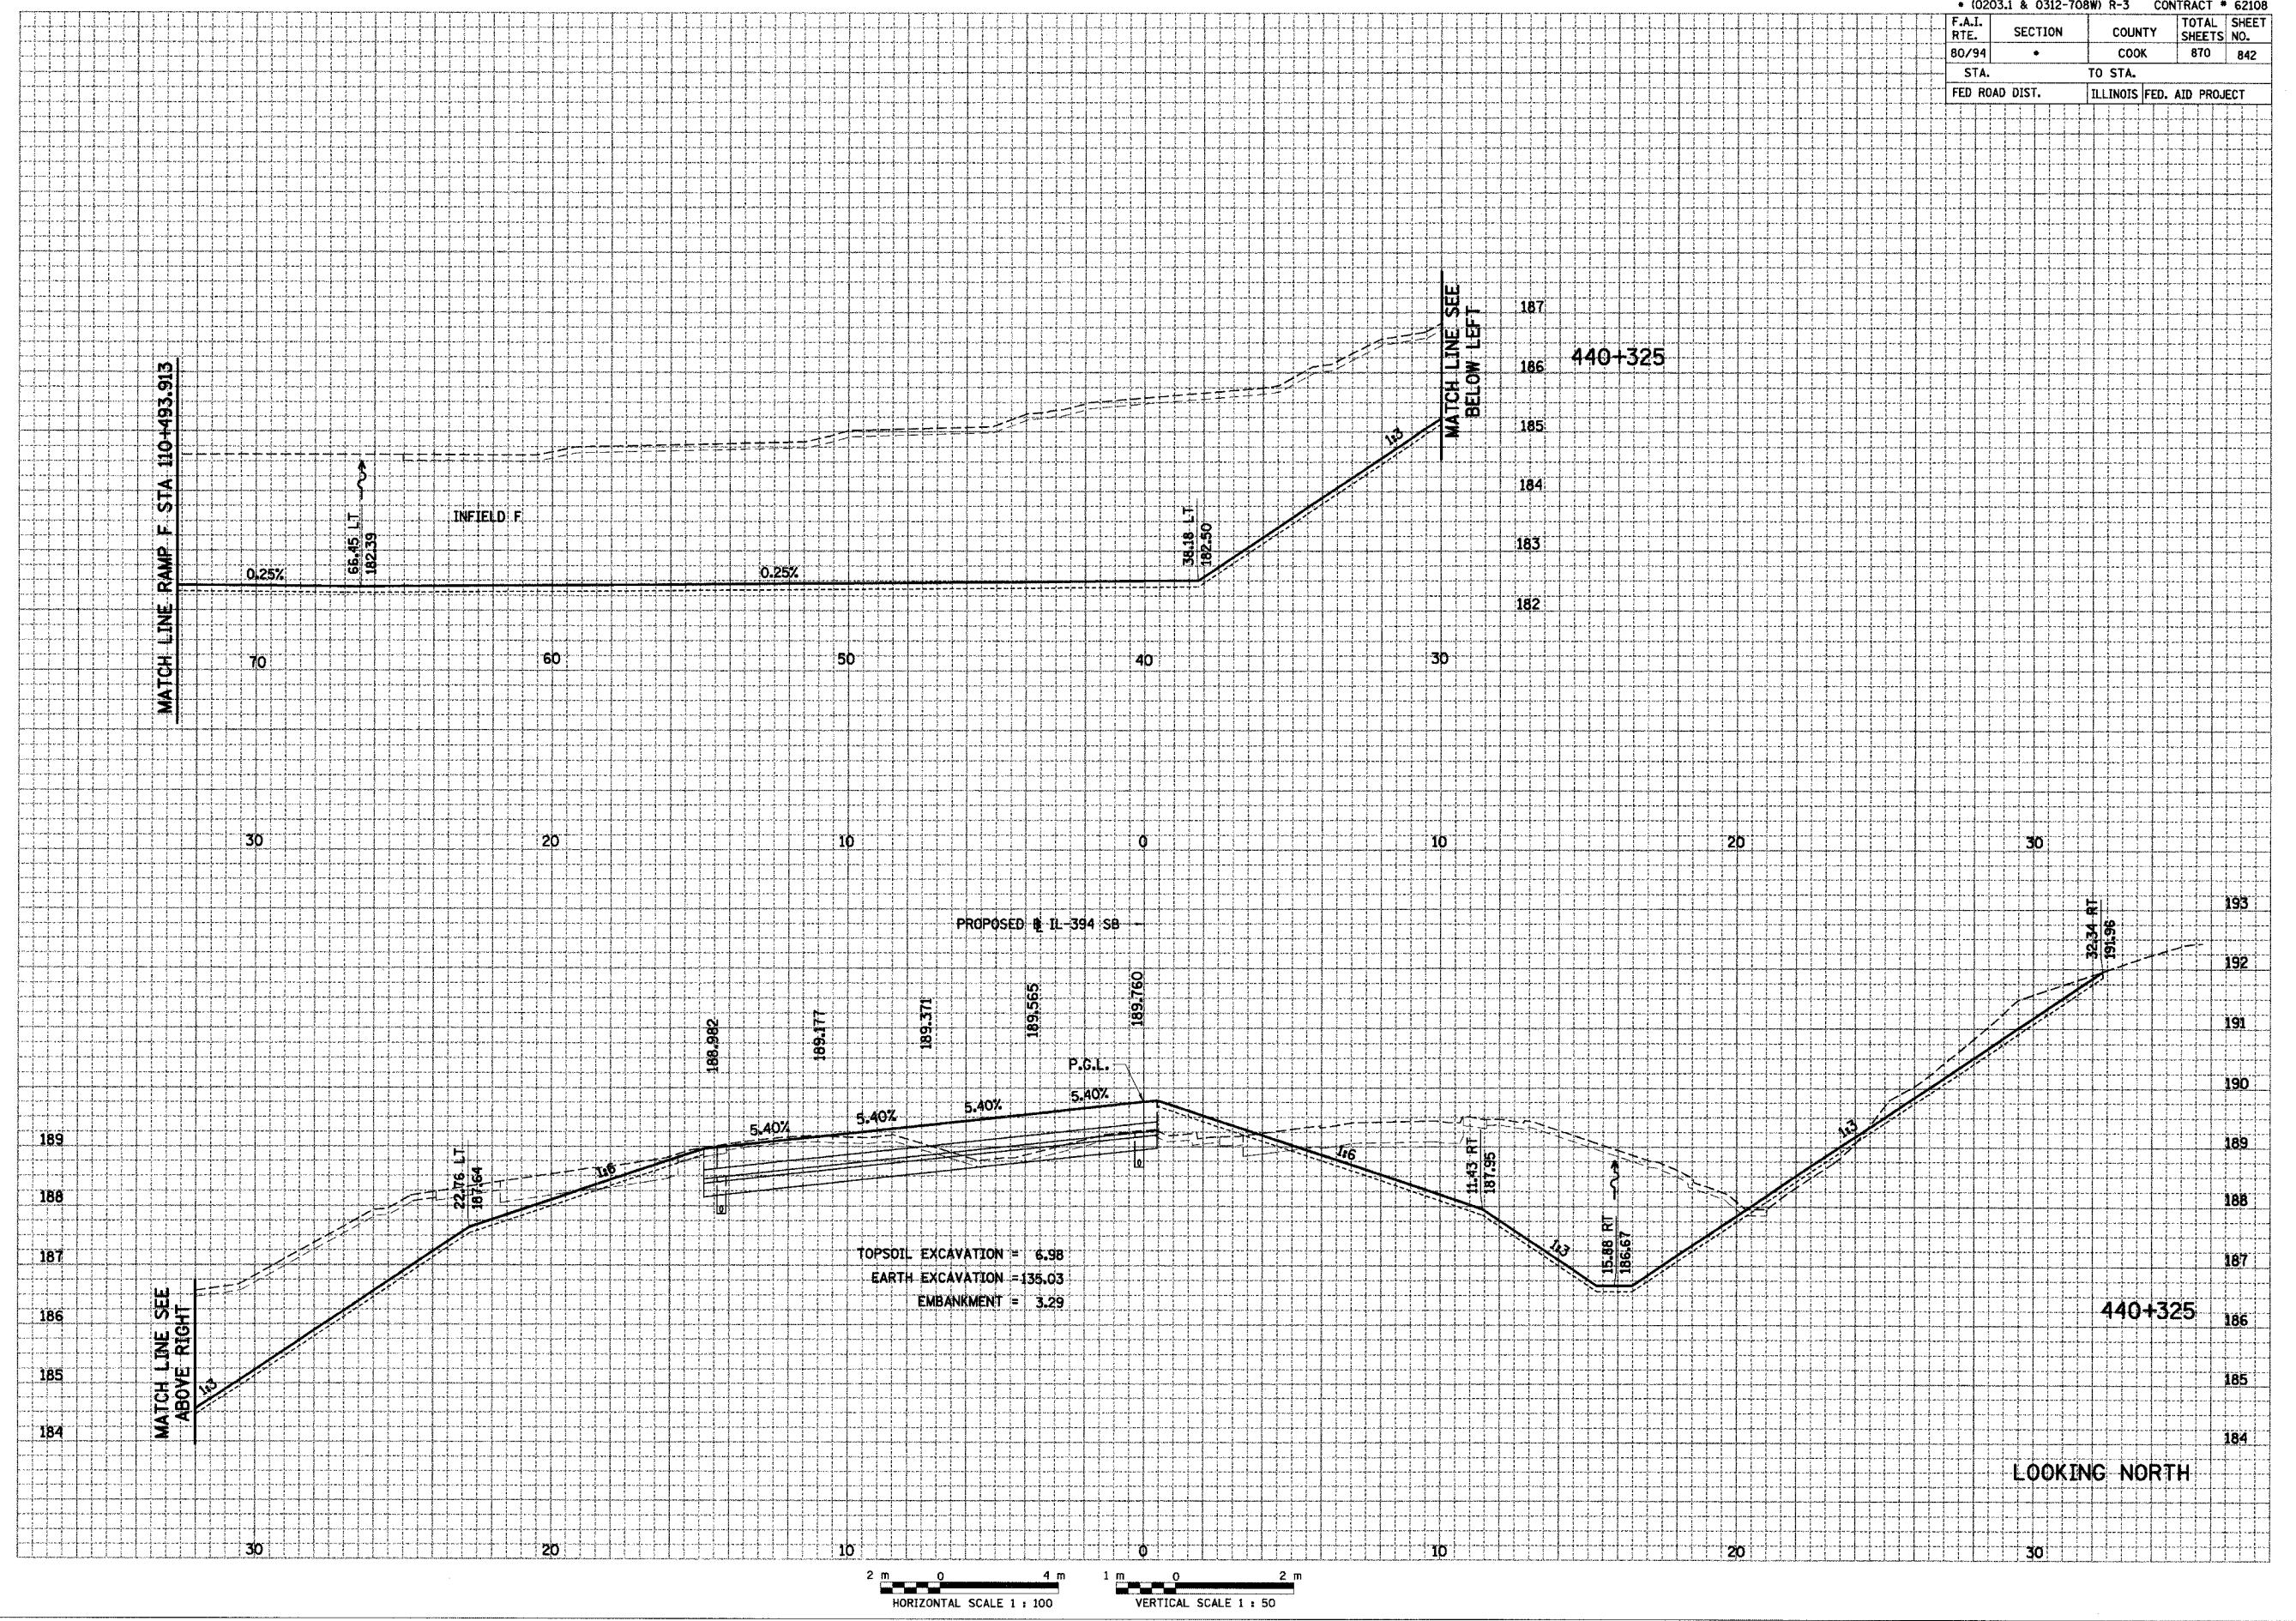 • (0203.1 & 0312-708W) R-3 CONTRACT # 62108
F.A.I. RTE. SECTION COUNTY TOTAL SHEETS SHEET NO.
80/94 • COOK 870 842
STA. TO STA.
FED ROAD DIST. ILLINOIS FED. AID PROJECT
MATCH LINE RAMP F STA 110+493.913
MATCH LINE SEE
BELOW LEFT
187
440+325
186
185
184
183
182
1:3
INFIELD F
66.45 LT
182.39
38.18 LT
182.50
0.25% 0.25%
70 60 50 40 30
30 20 10 0 10 20 30
PROPOSED ℄ IL-394 SB
188.982
189.177
189.371
189.565
189.760
P.G.L.
5.40% 5.40% 5.40% 5.40%
32.34 RT
191.96
193
192
191
190
189
188
187
186
185
184
189
188
187
186
185
184
22.76 LT
187.64
1:6
1:6
11.43 RT
187.95
1:3
15.88 RT
186.67
1:3
TOPSOIL EXCAVATION = 6.98
EARTH EXCAVATION =135.03
EMBANKMENT = 3.29
MATCH LINE SEE
ABOVE RIGHT
1:3
440+325
LOOKING NORTH
30 20 10 0 10 20 30
2 m 0 4 m
HORIZONTAL SCALE 1 : 100
1 m 0 2 m
VERTICAL SCALE 1 : 50